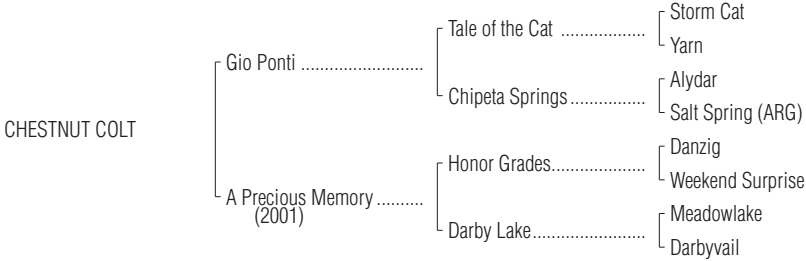 CHESTNUT COLT
Gio Ponti ........................
A Precious Memory ..........
(2001)
Tale of the Cat ..................
Chipeta Springs ................
Honor Grades ....................
Darby Lake ........................
Storm Cat
Yarn
Alydar
Salt Spring (ARG)
Danzig
Weekend Surprise
Meadowlake
Darbyvail